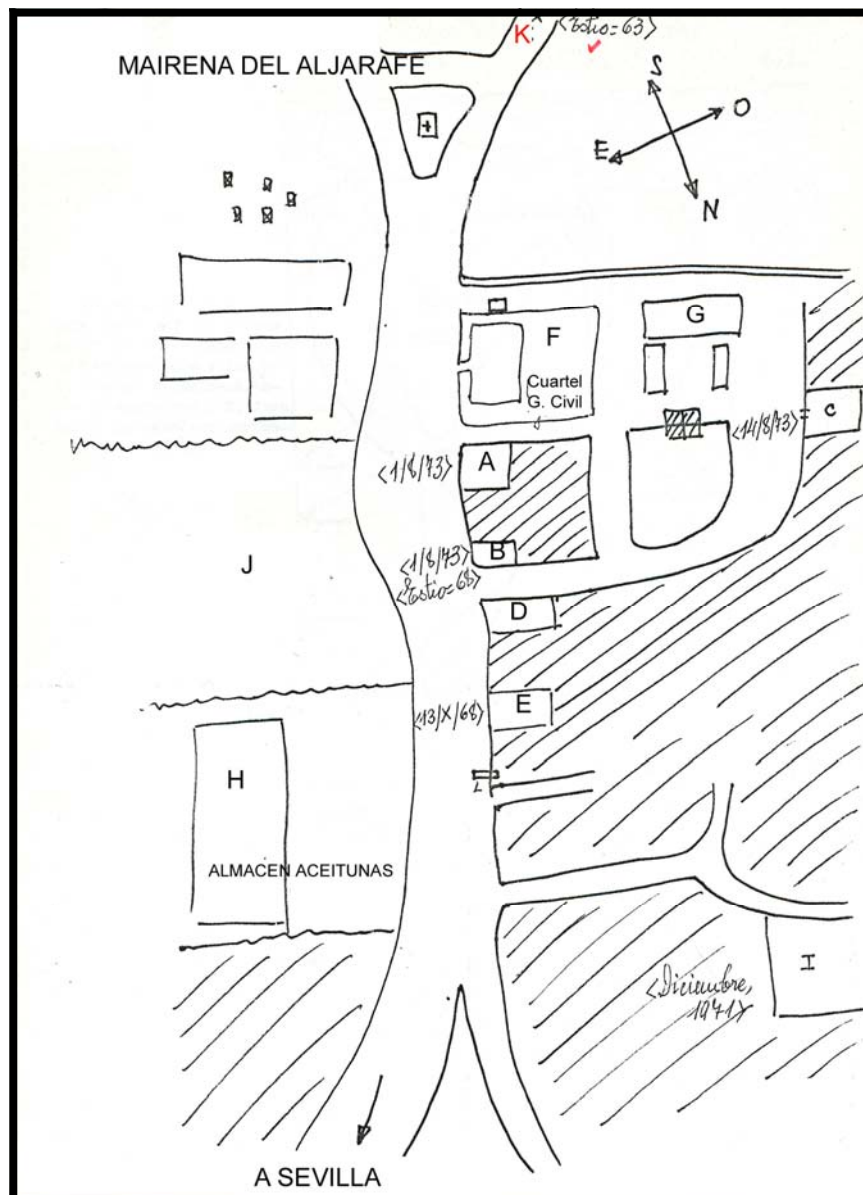 K:
<Estio=63>
MAIRENA DEL ALJARAFE
S
O
E
N
G
F
Cuartel
G. Civil
C
<14/8/73>
A
<1/8/73>
B
<1/8/73>
<Estio=68>
J
D
E
<13/X/68>
H
L
ALMACEN ACEITUNAS
I
<Diciembre,
1971>
A SEVILLA